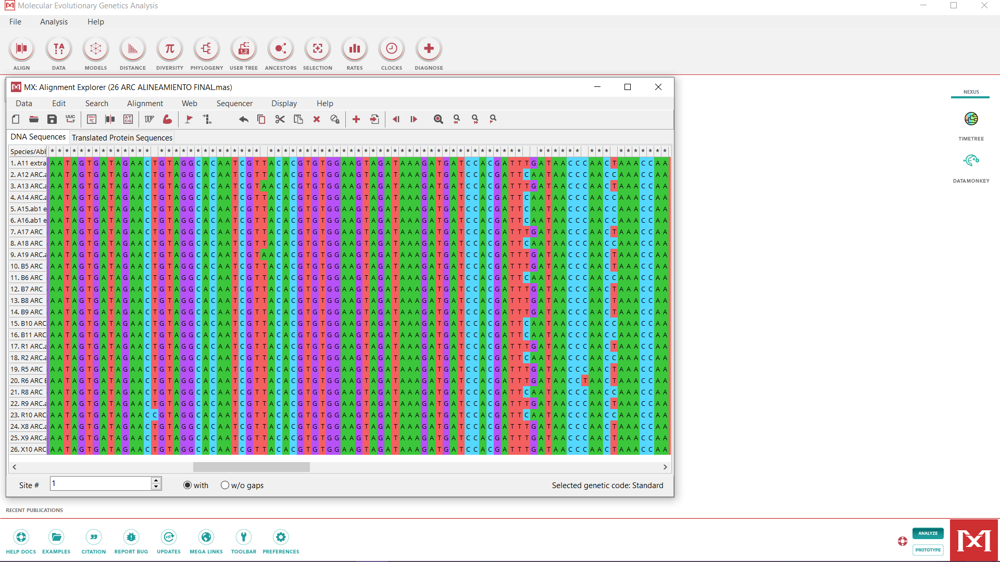 Molecular Evolutionary Genetics Analysis
File Analysis Help
ALIGN DATA MODELS DISTANCE DIVERSITY PHYLOGENY USER TREE ANCESTORS SELECTION RATES CLOCKS DIAGNOSE
MX: Alignment Explorer (26 ARC ALINEAMIENTO FINAL.mas)
Data Edit Search Alignment Web Sequencer Display Help
DNA Sequences Translated Protein Sequences
Species/Abb * * * * * * * * * * * * * * * * * * * * * * * * * * * * * * * * * * * * * * * * * * * * * * * * * * * * * * * * * * * * * * * * * * * * * * * * * * * * * * *
1. A11 extra A A T A G T G A T A G A A C T G T A G G C A C A A T C G T T A C A C G T G T G G A A G T A G A T A A A G A T G A T C C A C G A T T T G A T A A C C C A A C T A A A C C A A
2. A12 ARC.a A A T A G T G A T A G A A C T G T A G G C A C A A T C G T T A C A C G T G T G G A A G T A G A T A A A G A T G A T C C A C G A T T C A A T A A C C C A A C C A A A C C A A
3. A13 ARC.a A A T A G T G A T A G A A C T G T A G G C A C A A T C G T A A C A C G T G T G G A A G T A G A T A A A G A T G A T C C A C G A T T T G A T A A C C C A A C T A A A C C A A
4. A14 ARC.a A A T A G T G A T A G A A C T G T A G G C A C A A T C G T T A C A C G T G T G G A A G T A G A T A A A G A T G A T C C A C G A T T C A A T A A C C C A A C C A A A C C A A
5. A15.ab1 e A A T A G T G A T A G A A C T G T A G G C A C A A T C G T T A C A C G T G T G G A A G T A G A T A A A G A T G A T C C A C G A T T C A A T A A C C C A A C C A A A C C A A
6. A16.ab1 e A A T A G T G A T A G A A C T G T A G G C A C A A T C G T T A C A C G T G T G G A A G T A G A T A A A G A T G A T C C A C G A T T C A A T A A C C C A A C C A A A C C A A
7. A17 ARC A A T A G T G A T A G A A C T G T A G G C A C A A T C G T T A C A C G T G T G G A A G T A G A T A A A G A T G A T C C A C G A T T T G A T A A C C C A A C T A A A C C A A
8. A18 ARC A A T A G T G A T A G A A C T G T A G G C A C A A T C G T T A C A C G T G T G G A A G T A G A T A A A G A T G A T C C A C G A T T C A A T A A C C C A A C C A A A C C A A
9. A19 ARC.a A A T A G T G A T A G A A C T G T A G G C A C A A T C G T A A C A C G T G T G G A A G T A G A T A A A G A T G A T C C A C G A T T T G A T A A C C C A A C T A A A C C A A
10. B5 ARC A A T A G T G A T A G A A C T G T A G G C A C A A T C G T T A C A C G T G T G G A A G T A G A T A A A G A T G A T C C A C G A T T T G A T A A C C C A A C T A A A C C A A
11. B6 ARC A A T A G T G A T A G A A C T G T A G G C A C A A T C G T T A C A C G T G T G G A A G T A G A T A A A G A T G A T C C A C G A T T C A A T A A C C C A A C C A A A C C A A
12. B7 ARC A A T A G T G A T A G A A C T G T A G G C A C A A T C G T T A C A C G T G T G G A A G T A G A T A A A G A T G A T C C A C G A T T T G A T A A C C C A A C T A A A C C A A
13. B8 ARC A A T A G T G A T A G A A C T G T A G G C A C A A T C G T T A C A C G T G T G G A A G T A G A T A A A G A T G A T C C A C G A T T T G A T A A C C C A A C T A A A C C A A
14. B9 ARC A A T A G T G A T A G A A C T G T A G G C A C A A T C G T T A C A C G T G T G G A A G T A G A T A A A G A T G A T C C A C G A T T T G A T A A C C C A A C T A A A C C A A
15. B10 ARC A A T A G T G A T A G A A C T G T A G G C A C A A T C G T T A C A C G T G T G G A A G T A G A T A A A G A T G A T C C A C G A T T C A A T A A C C C A A C C A A A C C A A
16. B11 ARC A A T A G T G A T A G A A C T G T A G G C A C A A T C G T T A C A C G T G T G G A A G T A G A T A A A G A T G A T C C A C G A T T C A A T A A C C C A A C C A A A C C A A
17. R1 ARC.a A A T A G T G A T A G A A C T G T A G G C A C A A T C G T T A C A C G T G T G G A A G T A G A T A A A G A T G A T C C A C G A T T T G A T A A C C C A A C T A A A C C A A
18. R2 ARC.a A A T A G T G A T A G A A C T G T A G G C A C A A T C G T T A C A C G T G T G G A A G T A G A T A A A G A T G A T C C A C G A T T C A A T A A C C C A A C C A A A C C A A
19. R5 ARC A A T A G T G A T A G A A C T G T A G G C A C A A T C G T T A C A C G T G T G G A A G T A G A T A A A G A T G A T C C A C G A T T T G A T A A C C C A A C T A A A C C A A
20. R6 ARC E A A T A G T G A T A G A A C T G T A G G C A C A A T C G T T A C A C G T G T G G A A G T A G A T A A A G A T G A T C C A C G A T T T G A T A A C C T A A C T A A A C C A A
21. R8 ARC A A T A G T G A T A G A A C T G T A G G C A C A A T C G T T A C A C G T G T G G A A G T A G A T A A A G A T G A T C C A C G A T T C A A T A A C C C A A C C A A A C C A A
22. R9 ARC.a A A T A G T G A T A G A A C T G T A G G C A C A A T C G T T A C A C G T G T G G A A G T A G A T A A A G A T G A T C C A C G A T T T G A T A A C C C A A C T A A A C C A A
23. R10 ARC A A T A G T G A T A G A A C C G T A G G C A C A A T C G T T A C A C G T G T G G A A G T A G A T A A A G A T G A T C C A C G A T T C A A T A A C C C A A C C A A A C C A A
24. X8 ARC.a A A T A G T G A T A G A A C T G T A G G C A C A A T C G T T A C A C G T G T G G A A G T A G A T A A A G A T G A T C C A C G A T T T G A T A A C C C A A C T A A A C C A A
25. X9 ARC.a A A T A G T G A T A G A A C T G T A G G C A C A A T C G T T A C A C G T G T G G A A G T A G A T A A A G A T G A T C C A C G A T T T G A T A A C C C A A C T A A A C C A A
26. X10 ARC A A T A G T G A T A G A A C T G T A G G C A C A A T C G T T A C A C G T G T G G A A G T A G A T A A A G A T G A T C C A C G A T T T G A T A A C C C A A C T A A A C C A A
Site # 1 with w/o gaps Selected genetic code: Standard
NEXUS
TIMETREE
DATAMONKEY
RECENT PUBLICATIONS
HELP DOCS EXAMPLES CITATION REPORT BUG UPDATES MEGA LINKS TOOLBAR PREFERENCES
ANALYZE
PROTOTYPE